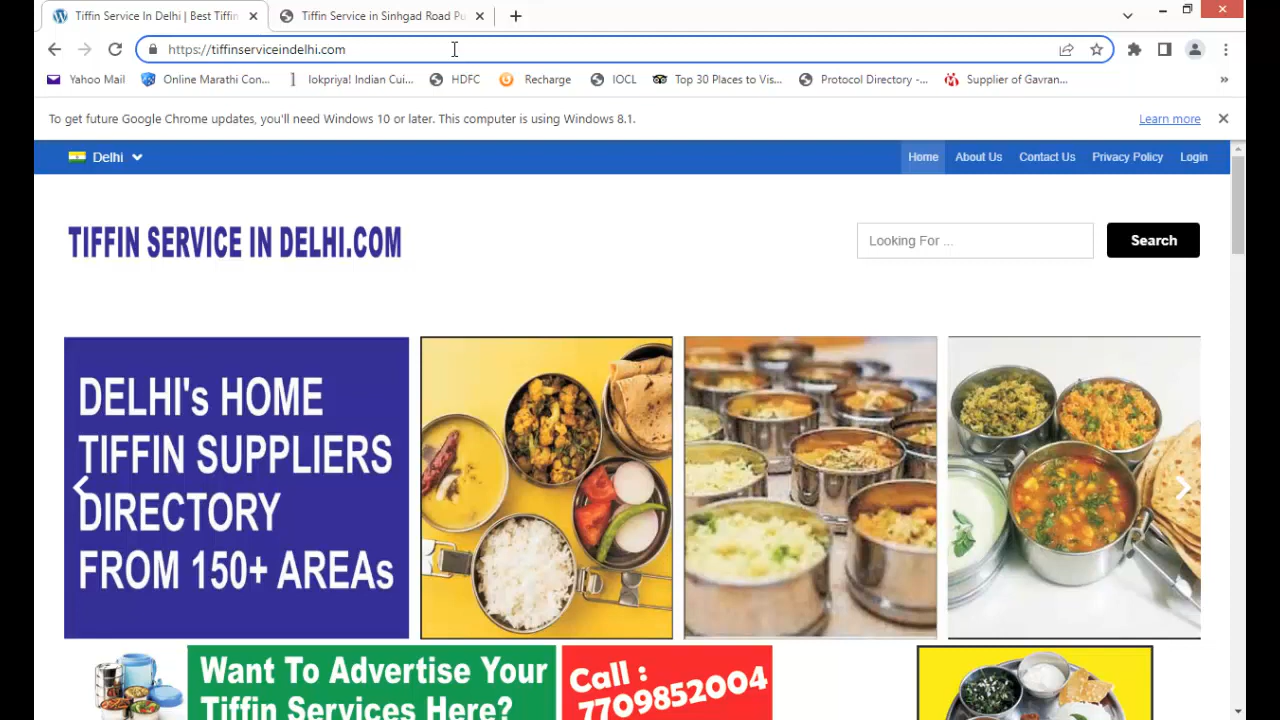 Tiffin Service In Delhi | Best Tiffin
Tiffin Service in Sinhgad Road Pu
https://tiffinserviceindelhi.com
Yahoo Mail
Online Marathi Con...
lokpriya! Indian Cui...
HDFC
Recharge
IOCL
Top 30 Places to Vis...
Protocol Directory -...
Supplier of Gavran...
To get future Google Chrome updates, you'll need Windows 10 or later. This computer is using Windows 8.1.
Learn more
Delhi
Home
About Us
Contact Us
Privacy Policy
Login
TIFFIN SERVICE IN DELHI.COM
Looking For ...
Search
DELHI's HOME
TIFFIN SUPPLIERS
DIRECTORY
FROM 150+ AREAs
Want To Advertise Your
Tiffin Services Here?
Call :
7709852004